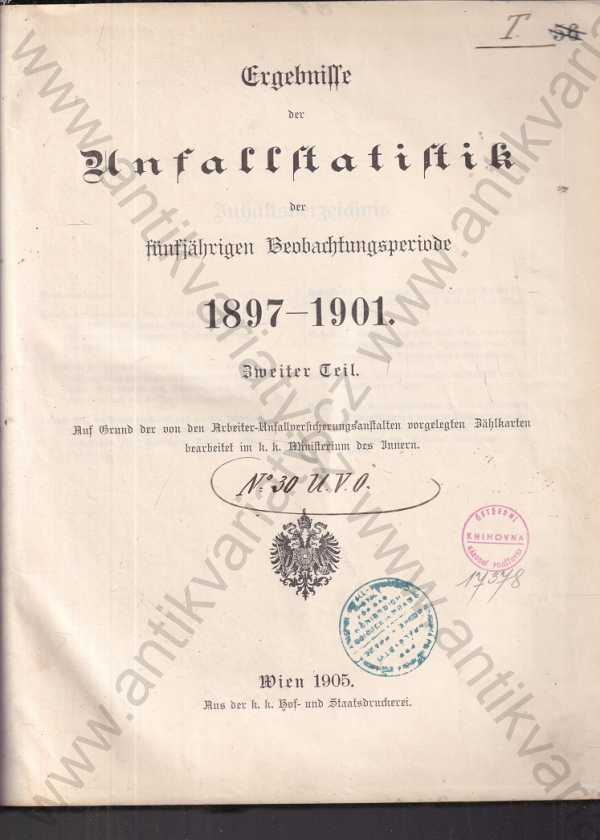 T. 56
Ergebnisse
der
Unfallstatistik
der
fünfjährigen Beobachtungsperiode
1897–1901.
Zweiter Teil.
Auf Grund der von den Arbeiter-Unfallversicherungsanstalten vorgelegten Zählkarten
bearbeitet im k. k. Ministerium des Innern.
No 30 U. V. O.
KNIHOVNA
17378
Wien 1905.
Aus der k. k. Hof- und Staatsdruckerei.
www.antikvariaty.cz